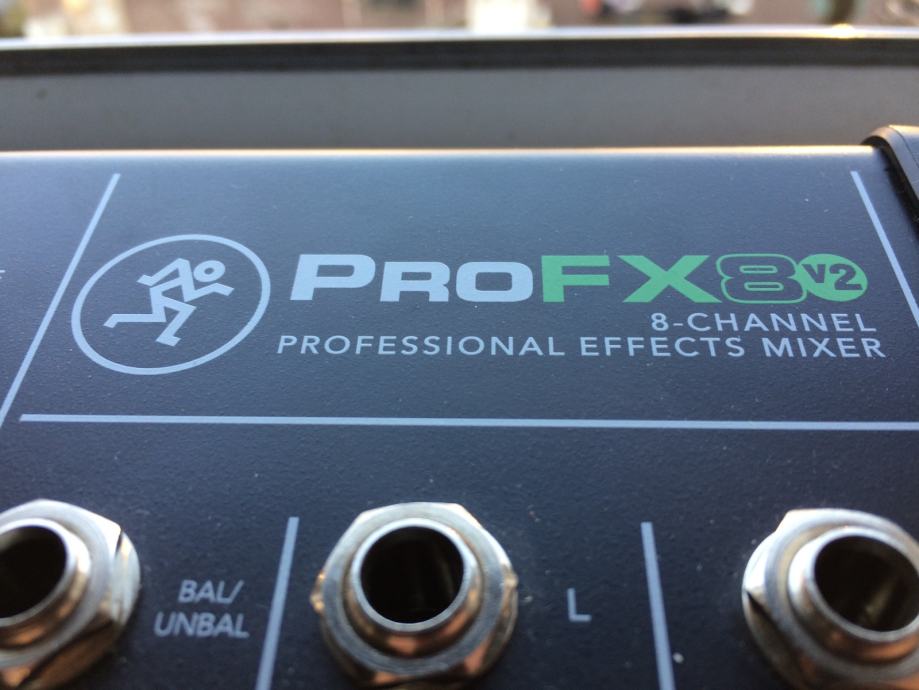 PROFX8v2
8-CHANNEL
PROFESSIONAL EFFECTS MIXER
BAL/
UNBAL
L